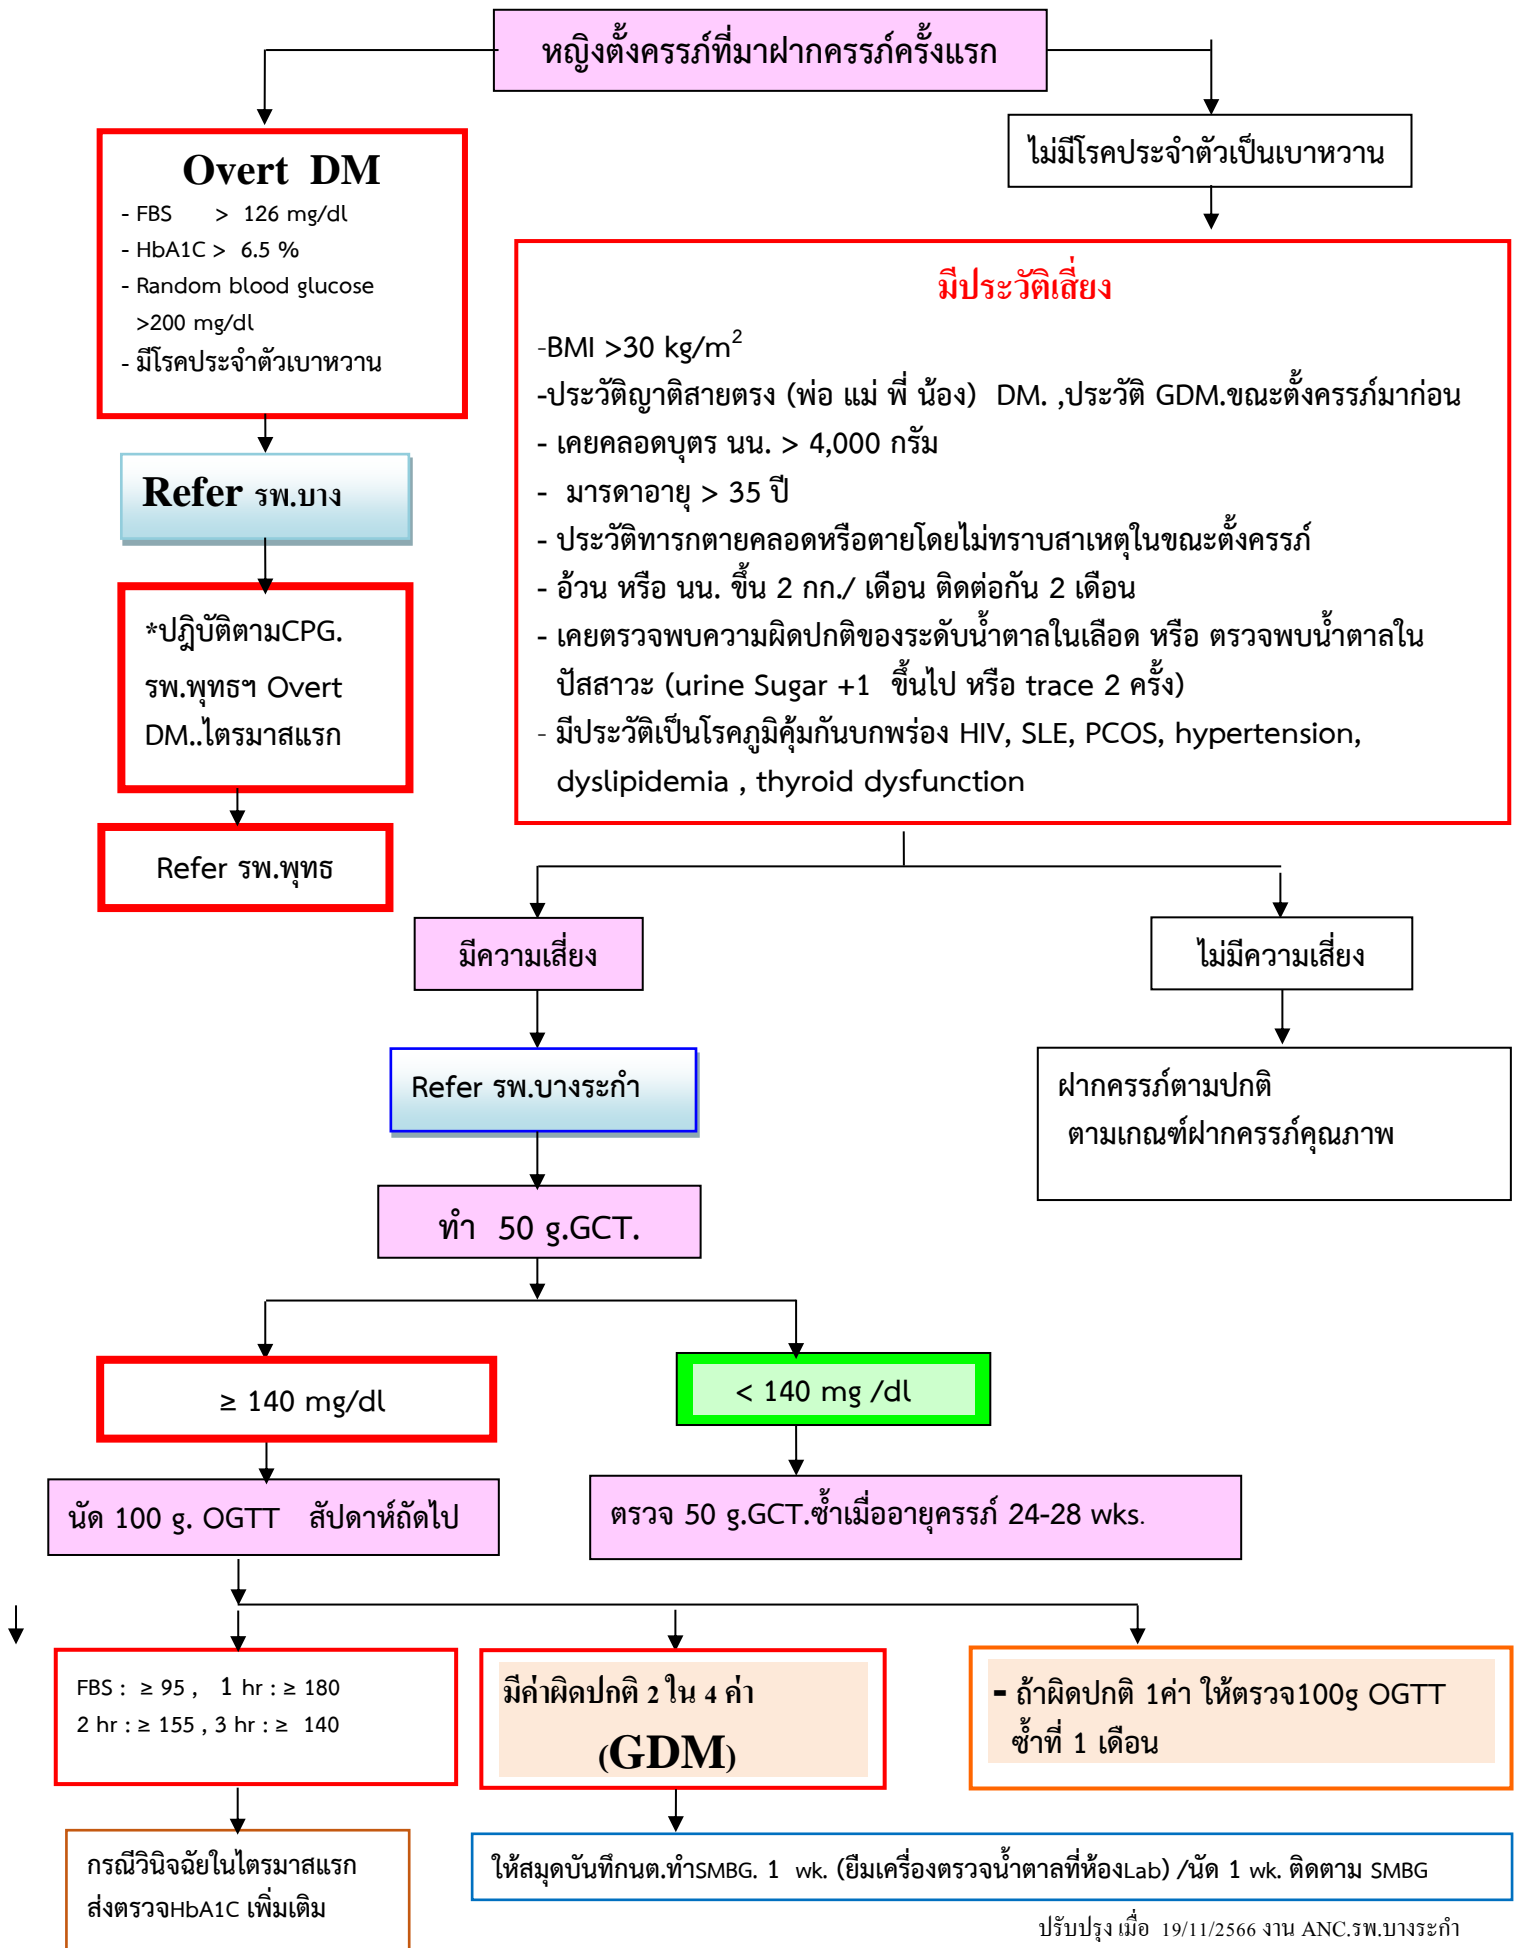 หญิงตั้งครรภ์ที่มาฝากครรภ์ครั้งแรก
Overt DM
- FBS > 126 mg/dl
- HbA1C > 6.5 %
- Random blood glucose
>200 mg/dl
- มีโรคประจำตัวเบาหวาน
Refer รพ.บาง
*ปฎิบัติตามCPG.
รพ.พุทธฯ Overt
DM..ไตรมาสแรก
Refer รพ.พุทธ
ไม่มีโรคประจำตัวเป็นเบาหวาน
มีประวัติเสี่ยง
-BMI >30 kg/m²
-ประวัติญาติสายตรง (พ่อ แม่ พี่ น้อง) DM. ,ประวัติ GDM.ขณะตั้งครรภ์มาก่อน
- เคยคลอดบุตร นน. > 4,000 กรัม
- มารดาอายุ > 35 ปี
- ประวัติทารกตายคลอดหรือตายโดยไม่ทราบสาเหตุในขณะตั้งครรภ์
- อ้วน หรือ นน. ขึ้น 2 กก./ เดือน ติดต่อกัน 2 เดือน
- เคยตรวจพบความผิดปกติของระดับน้ำตาลในเลือด หรือ ตรวจพบน้ำตาลใน
ปัสสาวะ (urine Sugar +1 ขึ้นไป หรือ trace 2 ครั้ง)
- มีประวัติเป็นโรคภูมิคุ้มกันบกพร่อง HIV, SLE, PCOS, hypertension,
dyslipidemia , thyroid dysfunction
มีความเสี่ยง
ไม่มีความเสี่ยง
Refer รพ.บางระกำ
ฝากครรภ์ตามปกติ
ตามเกณฑ์ฝากครรภ์คุณภาพ
ทำ 50 g.GCT.
≥ 140 mg/dl
< 140 mg /dl
นัด 100 g. OGTT สัปดาห์ถัดไป
ตรวจ 50 g.GCT.ซ้ำเมื่ออายุครรภ์ 24-28 wks.
FBS : ≥ 95 , 1 hr : ≥ 180
2 hr : ≥ 155 , 3 hr : ≥ 140
มีค่าผิดปกติ 2 ใน 4 ค่า
(GDM)
- ถ้าผิดปกติ 1ค่า ให้ตรวจ100g OGTT
ซ้ำที่ 1 เดือน
กรณีวินิจฉัยในไตรมาสแรก
ส่งตรวจHbA1C เพิ่มเติม
ให้สมุดบันทึกนต.ทำSMBG. 1 wk. (ยืมเครื่องตรวจน้ำตาลที่ห้องLab) /นัด 1 wk. ติดตาม SMBG
ปรับปรุง เมื่อ 19/11/2566 งาน ANC.รพ.บางระกำ